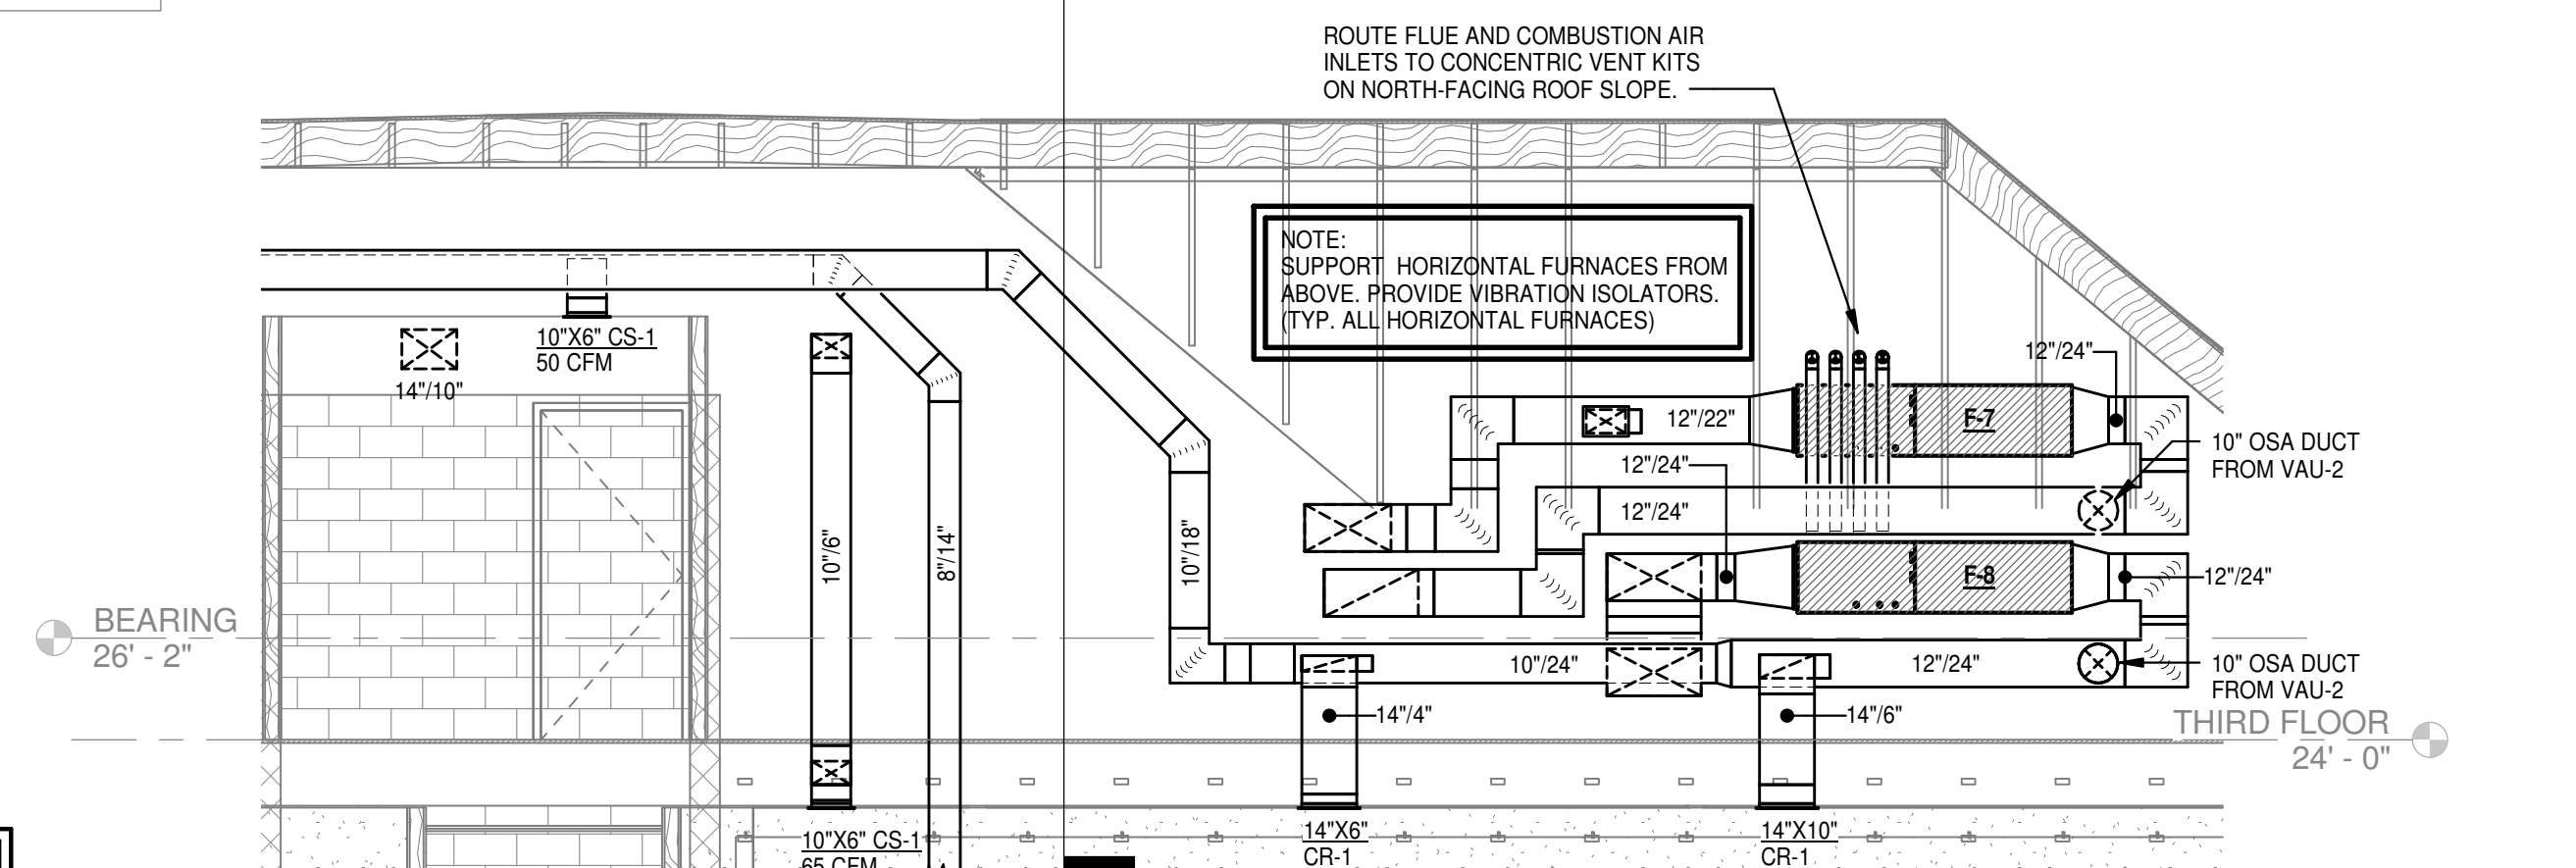 ROUTE FLUE AND COMBUSTION AIR
INLETS TO CONCENTRIC VENT KITS
ON NORTH-FACING ROOF SLOPE.
NOTE:
SUPPORT HORIZONTAL FURNACES FROM
ABOVE. PROVIDE VIBRATION ISOLATORS.
(TYP. ALL HORIZONTAL FURNACES)
10"X6" CS-1
50 CFM
14"/10"
12"/24"
12"/22"
F-7
10" OSA DUCT
FROM VAU-2
12"/24"
12"/24"
10"/6"
8"/14"
10"/18"
F-8
12"/24"
BEARING
26' - 2"
10"/24"
12"/24"
10" OSA DUCT
FROM VAU-2
14"/4"
14"/6"
THIRD FLOOR
24' - 0"
10"X6" CS-1
65 CFM
14"X6"
CR-1
14"X10"
CR-1